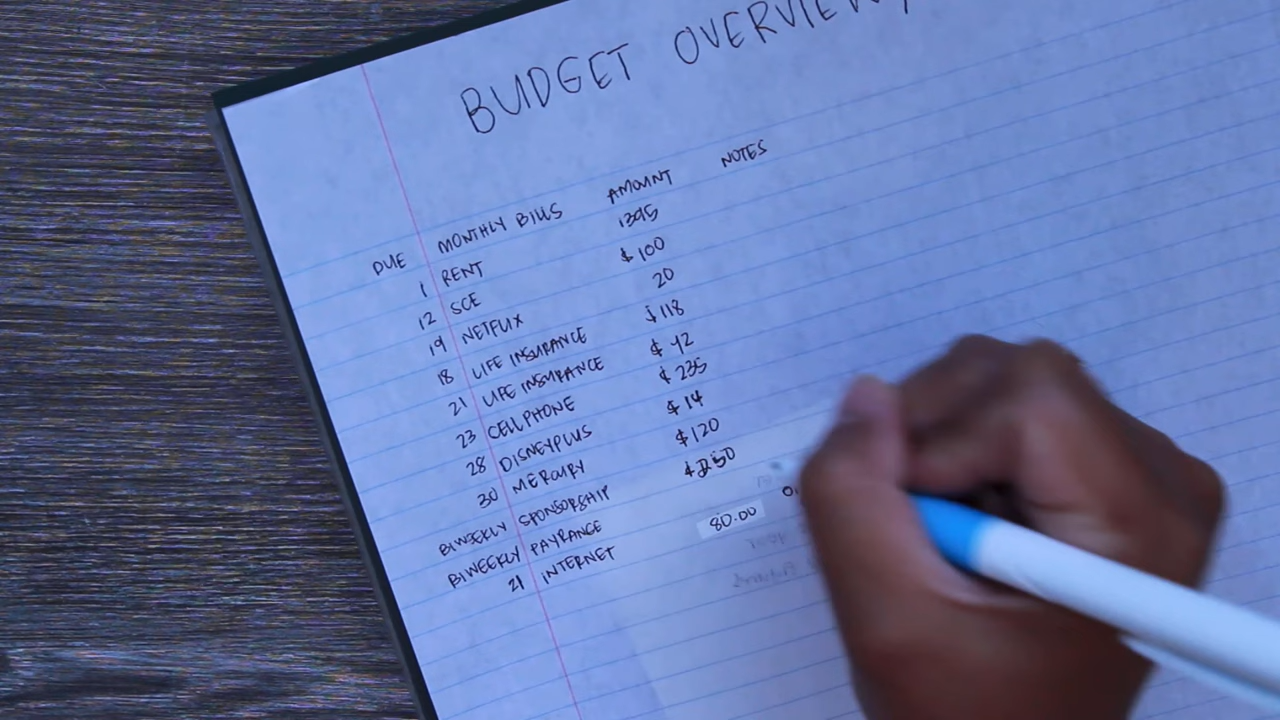 BUDGET OVERVIEW
DUE MONTHLY BILLS AMOUNT NOTES
1 RENT 1395
12 SCE $100
19 NETFLIX 20
18 LIFE INSURANCE $118
21 LIFE INSURANCE $42
23 CELLPHONE $235
28 DISNEYPLUS $14
30 MERCURY $120
BIWEEKLY SPONSORSHIP $250
BIWEEKLY PAYRANGE
21 INTERNET 80.00